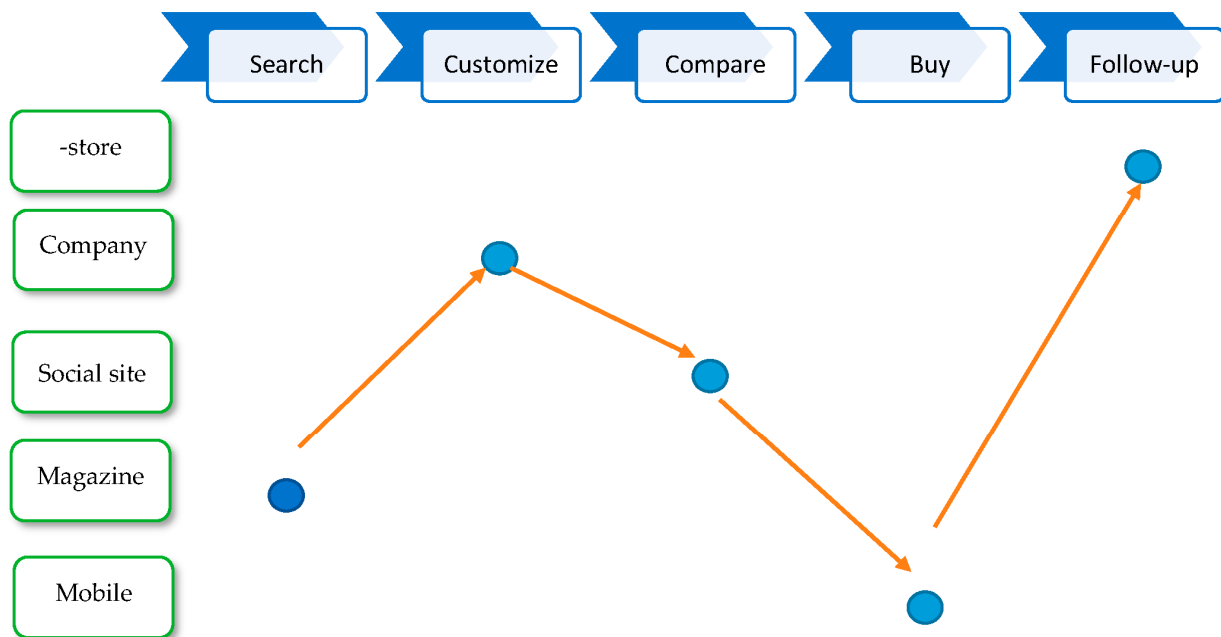 Search
Customize
Compare
Buy
Follow-up
-store
Company
Social site
Magazine
Mobile